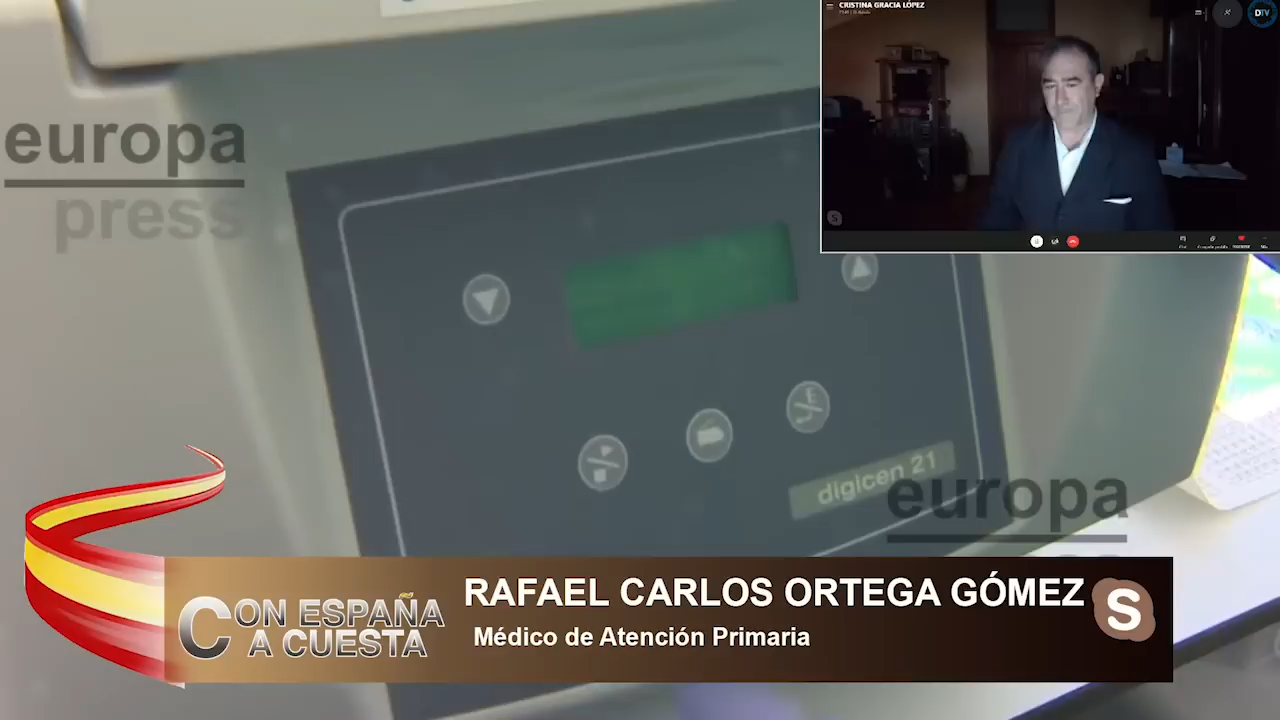 CRISTINA GRACIA LÓPEZ
DTV
europa
press
digicen 21
europa
CON ESPAÑA
A CUESTA
RAFAEL CARLOS ORTEGA GÓMEZ
Médico de Atención Primaria
S